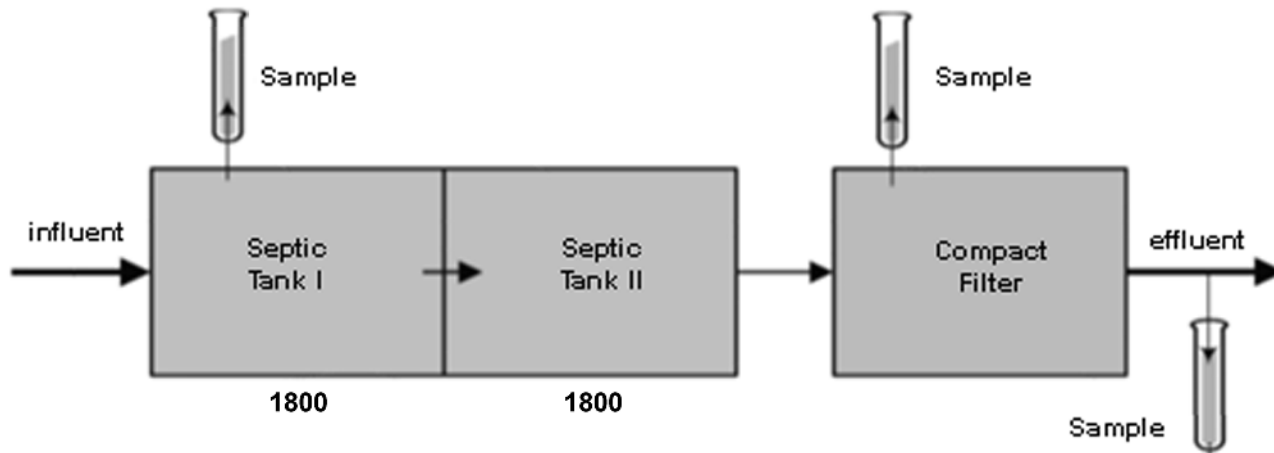 Sample
Sample
influent
Septic
Tank I
Septic
Tank II
Compact
Filter
effluent
1800
1800
Sample